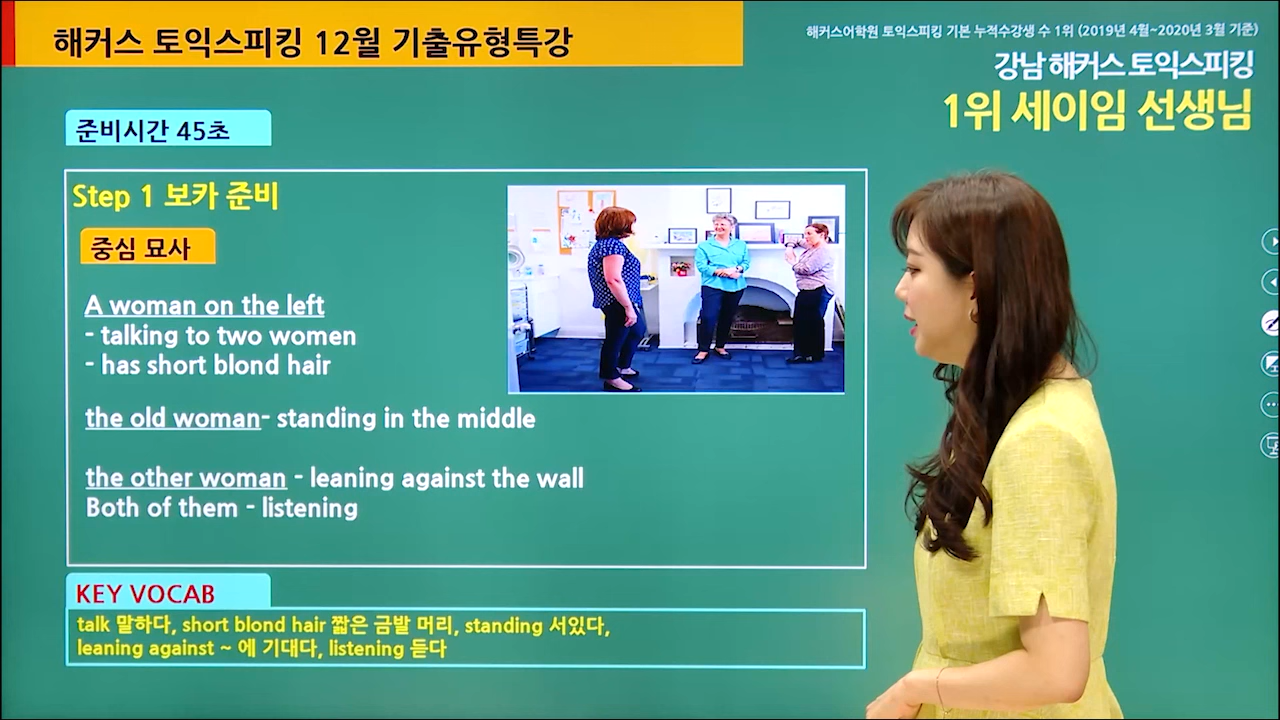 해커스 토익스피킹 12월 기출유형특강
해커스어학원 토익스피킹 기본 누적수강생 수 1위 (2019년 4월~2020년 3월 기준)
강남 해커스 토익스피킹
1위 세이임 선생님
준비시간 45초
Step 1 보카 준비
중심 묘사
A woman on the left
- talking to two women
- has short blond hair
the old woman- standing in the middle
the other woman - leaning against the wall
Both of them - listening
KEY VOCAB
talk 말하다, short blond hair 짧은 금발 머리, standing 서있다,
leaning against ~ 에 기대다, listening 듣다